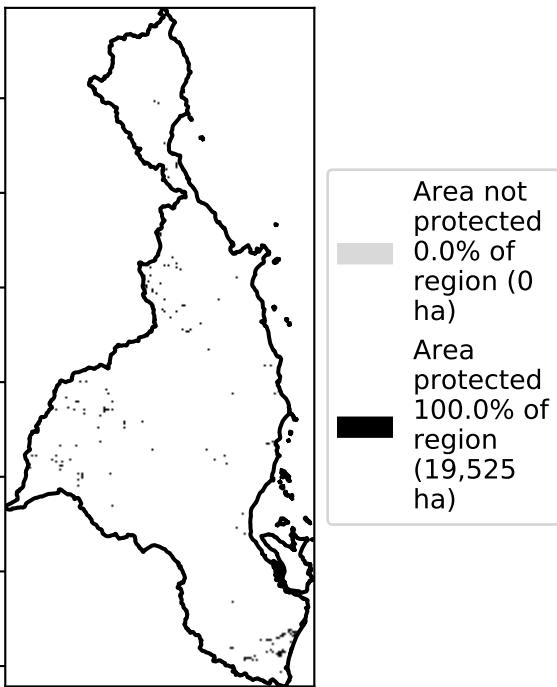 Area not
protected
0.0% of
region (0
ha)
Area
protected
100.0% of
region
(19,525
ha)